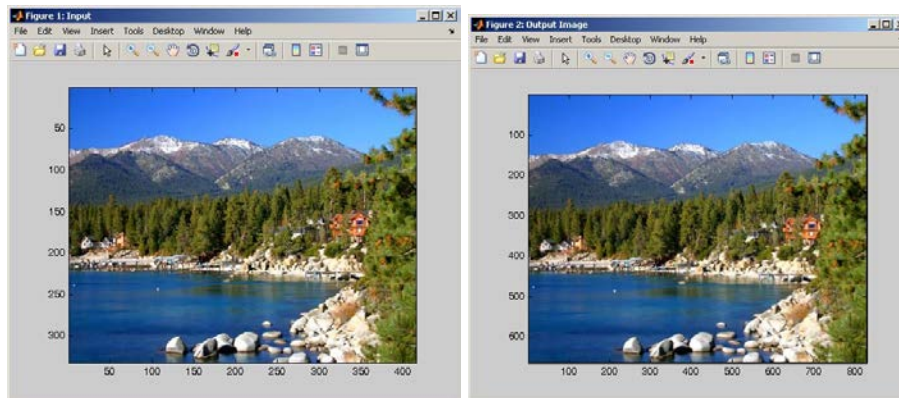 Figure 1: Input
File Edit View Insert Tools Desktop Window Help
50
100
150
200
250
300
50 100 150 200 250 300 350 400
Figure 2: Output Image
File Edit View Insert Tools Desktop Window Help
100
200
300
400
500
600
100 200 300 400 500 600 700 800